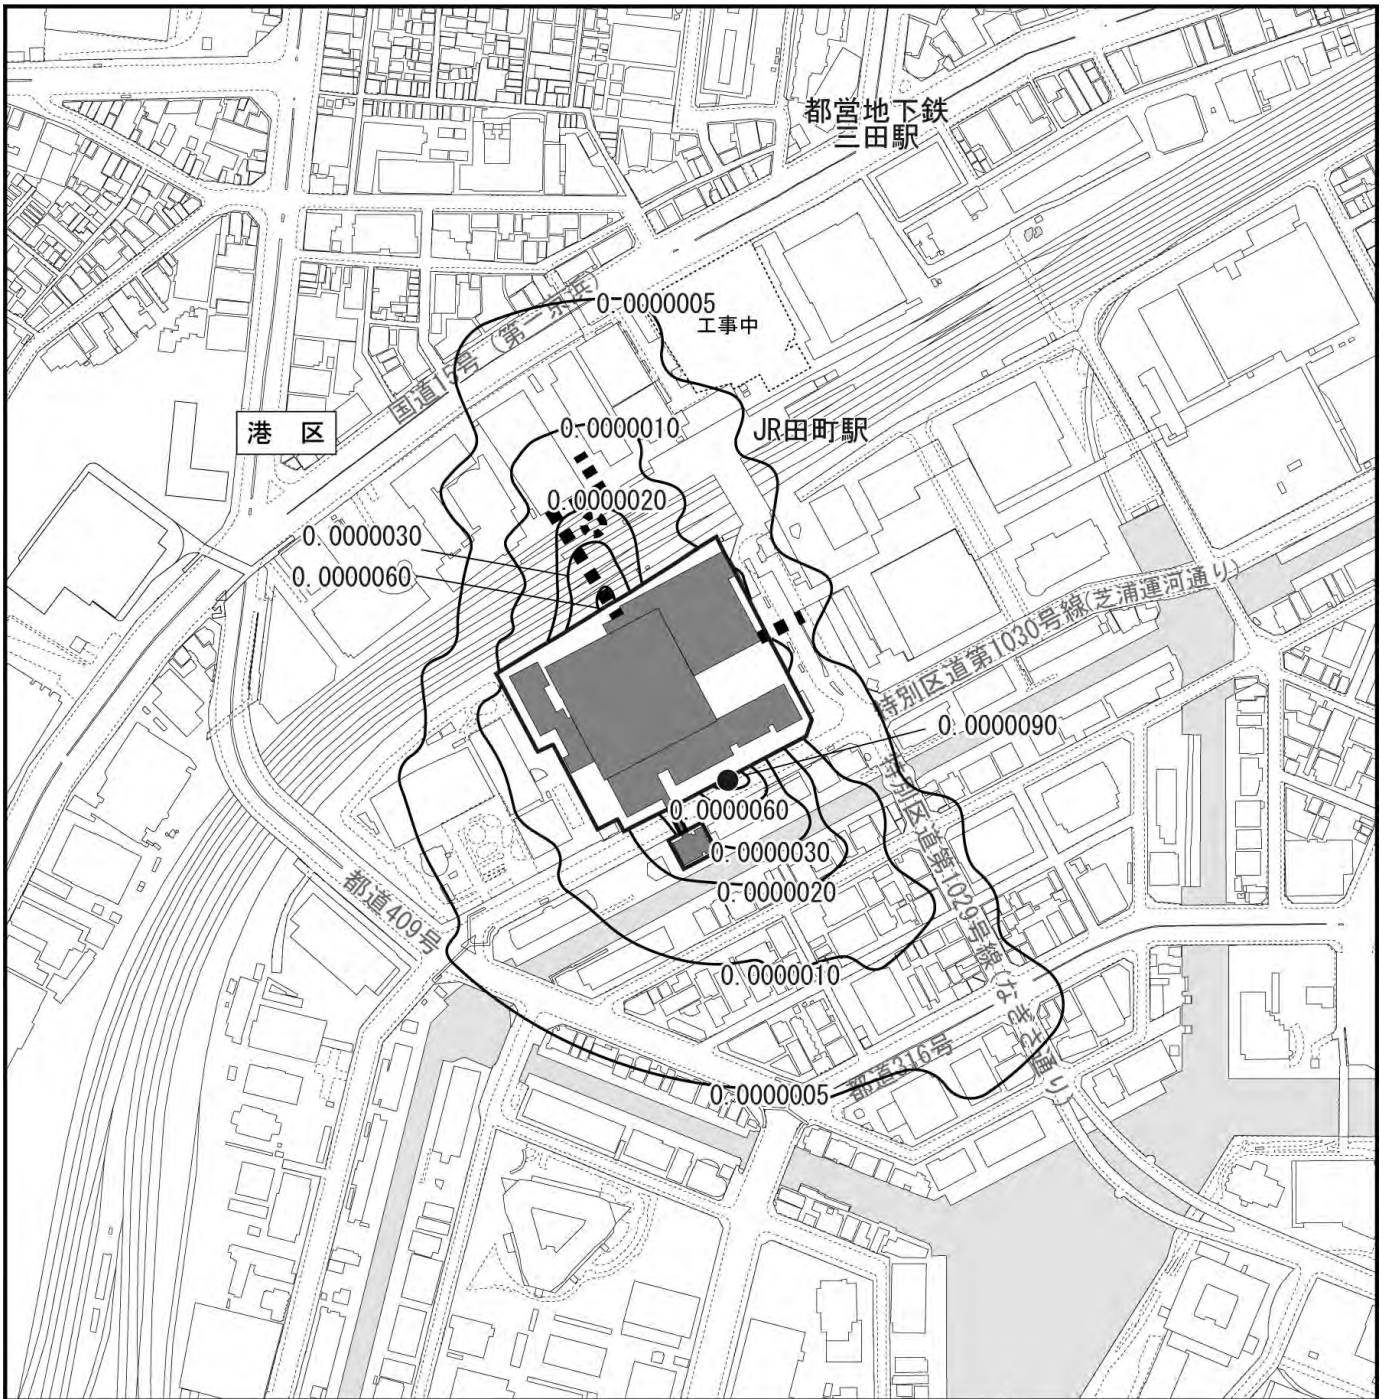 都営地下鉄
三田駅
0.0000005
工事中
国道15号(第一京浜)
港 区
0.0000010
JR田町駅
0.0000020
0.0000030
0.0000060
特別区道第1030号線(芝浦運河通り)
0.0000090
特別区道第1029号線(なぎさ通り)
0.0000060
0.0000030
0.0000020
都道409号
0.0000010
都道316号
0.0000005